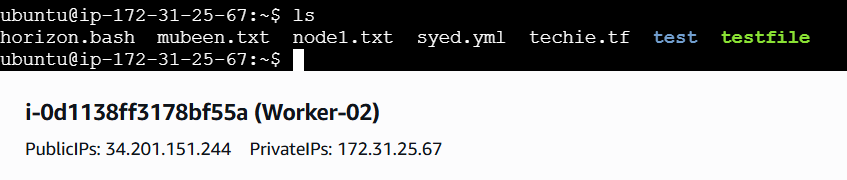 ubuntu@ip-172-31-25-67:~$ ls
horizon.bash  mubeen.txt  node1.txt  syed.yml  techie.tf  test  testfile
ubuntu@ip-172-31-25-67:~$
i-0d1138ff3178bf55a (Worker-02)
PublicIPs: 34.201.151.244    PrivateIPs: 172.31.25.67